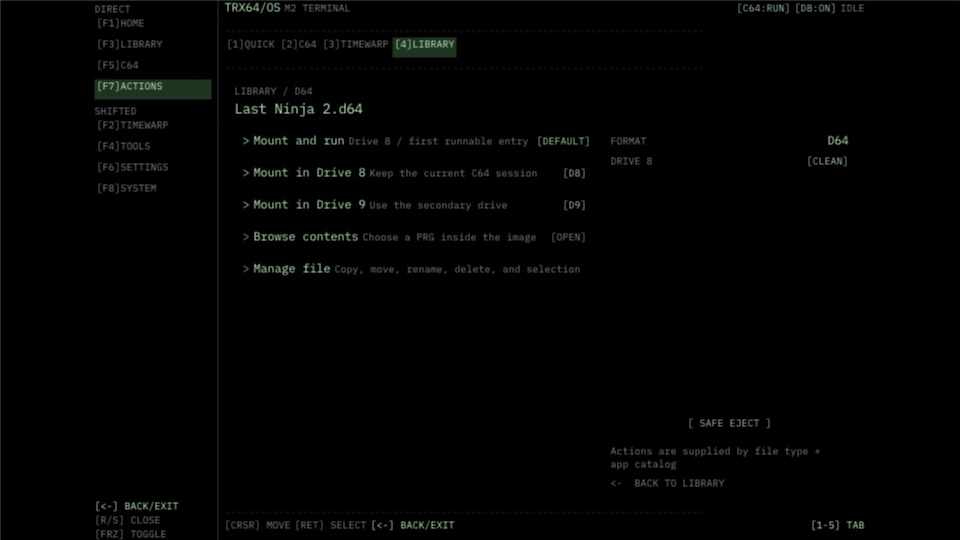 DIRECT
[F1]HOME
[F3]LIBRARY
[F5]C64
[F7]ACTIONS
SHIFTED
[F2]TIMEWARP
[F4]TOOLS
[F6]SETTINGS
[F8]SYSTEM
[<-] BACK/EXIT
[R/S] CLOSE
[FRZ] TOGGLE
TRX64/OS M2 TERMINAL [C64:RUN] [D8:ON] IDLE
[1]QUICK [2]C64 [3]TIMEWARP [4]LIBRARY
LIBRARY / D64
Last Ninja 2.d64
> Mount and run Drive 8 / first runnable entry [DEFAULT]
> Mount in Drive 8 Keep the current C64 session [D8]
> Mount in Drive 9 Use the secondary drive [D9]
> Browse contents Choose a PRG inside the image [OPEN]
> Manage file Copy, move, rename, delete, and selection
FORMAT D64
DRIVE 8 [CLEAN]
[ SAFE EJECT ]
Actions are supplied by file type +
app catalog
<- BACK TO LIBRARY
[CRSR] MOVE [RET] SELECT [<-] BACK/EXIT [1-5] TAB